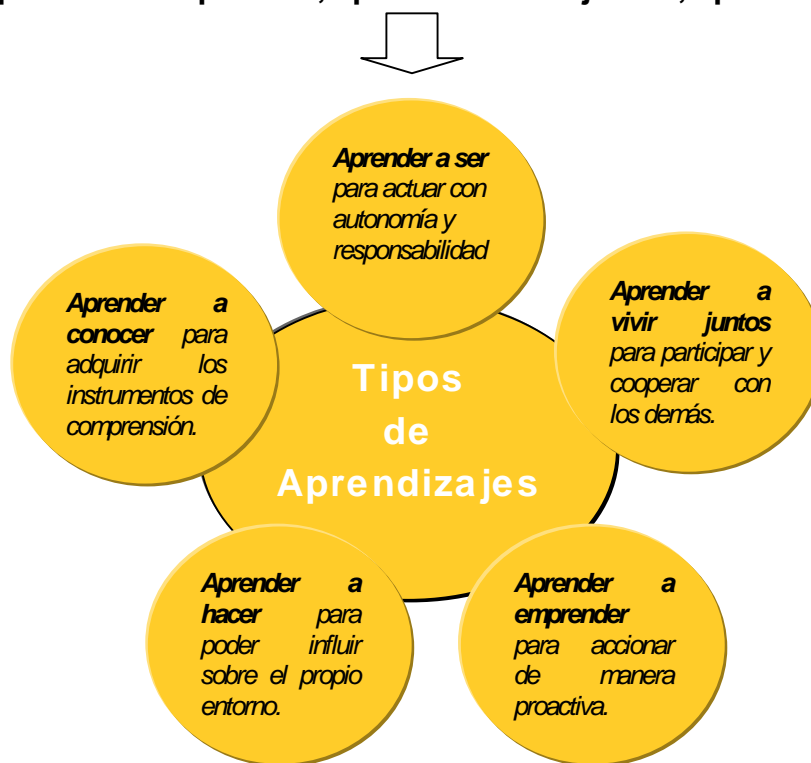 Aprender a ser
para actuar con
autonomía y
responsabilidad
Aprender a
conocer para
adquirir los
instrumentos de
comprensión.
Aprender a
vivir juntos
para participar y
cooperar con
los demás.
Tipos
de
Aprendizajes
Aprender a
hacer para
poder influir
sobre el propio
entorno.
Aprender a
emprender
para accionar
de manera
proactiva.